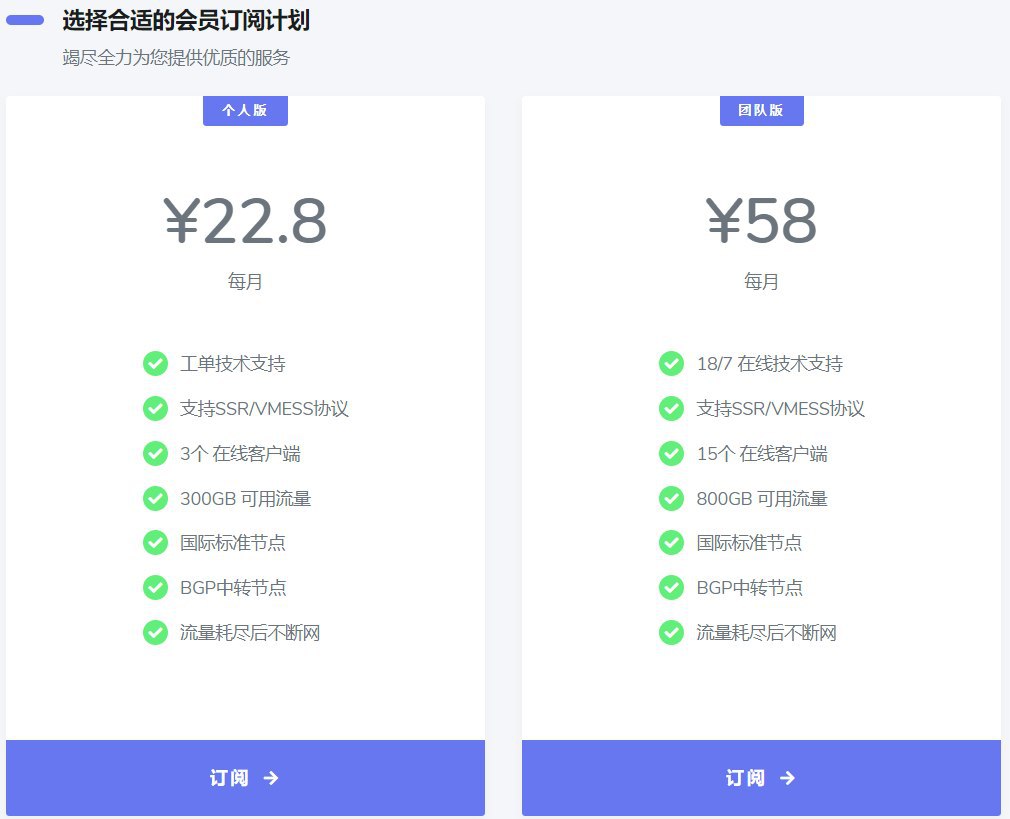 选择合适的会员订阅计划
竭尽全力为您提供优质的服务
个人版
¥22.8
每月
工单技术支持
支持SSR/VMESS协议
3个 在线客户端
300GB 可用流量
国际标准节点
BGP中转节点
流量耗尽后不断网
订阅 →
团队版
¥58
每月
18/7 在线技术支持
支持SSR/VMESS协议
15个 在线客户端
800GB 可用流量
国际标准节点
BGP中转节点
流量耗尽后不断网
订阅 →